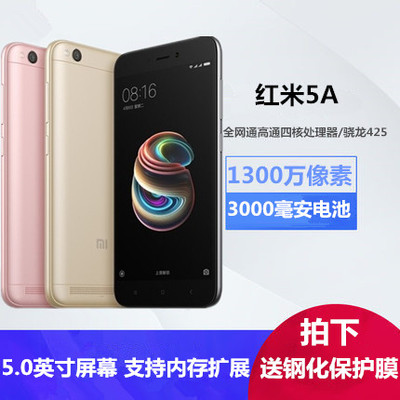 红米5A
全网通高通四核处理器/骁龙425
1300万像素
3000毫安电池
08:16
mi
5.0英寸屏幕 支持内存扩展
拍下
送钢化保护膜